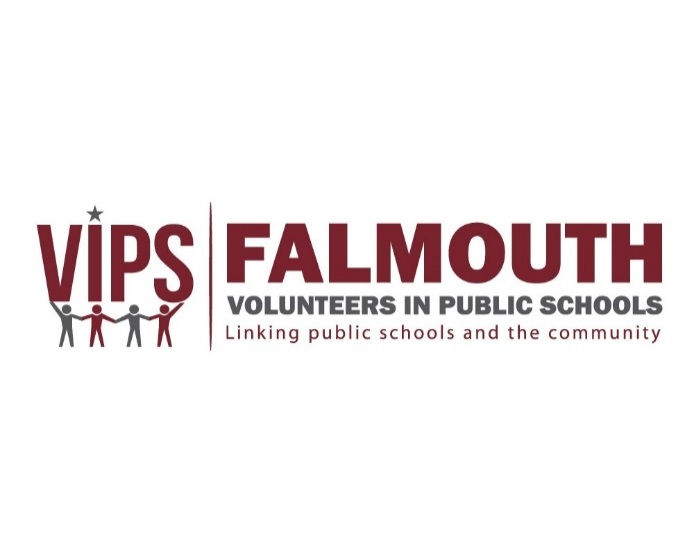 VIPS
FALMOUTH
VOLUNTEERS IN PUBLIC SCHOOLS
Linking public schools and the community